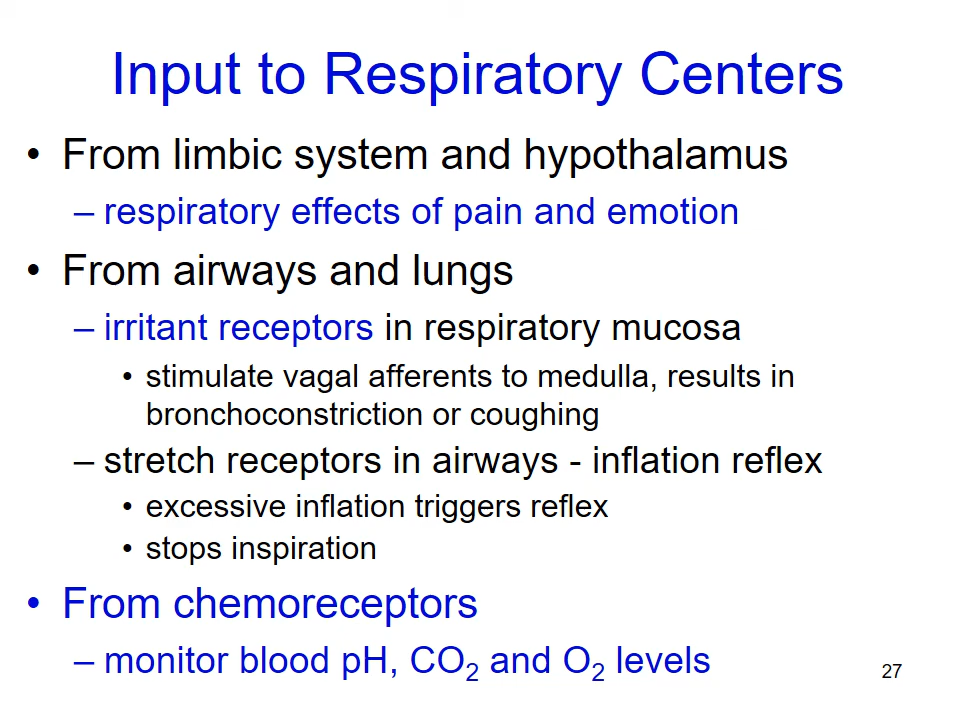 Input to Respiratory Centers
• From limbic system and hypothalamus
– respiratory effects of pain and emotion
• From airways and lungs
– irritant receptors in respiratory mucosa
• stimulate vagal afferents to medulla, results in
bronchoconstriction or coughing
– stretch receptors in airways - inflation reflex
• excessive inflation triggers reflex
• stops inspiration
• From chemoreceptors
– monitor blood pH, CO₂ and O₂ levels
27